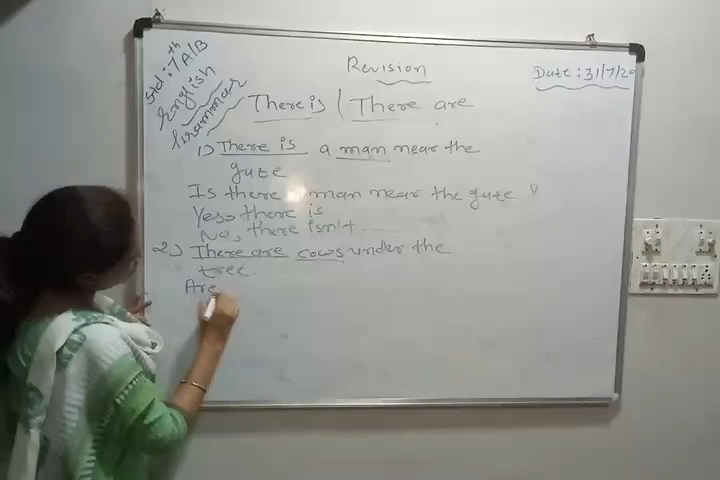 Std : 7th A/B
English
Grammar
Revision
Date : 31/7/20
There is / There are
1) There is a man near the
gate
Is there a man near the gate ?
Yes, there is
No, there isn't.
2) There are cows under the
tree.
Are